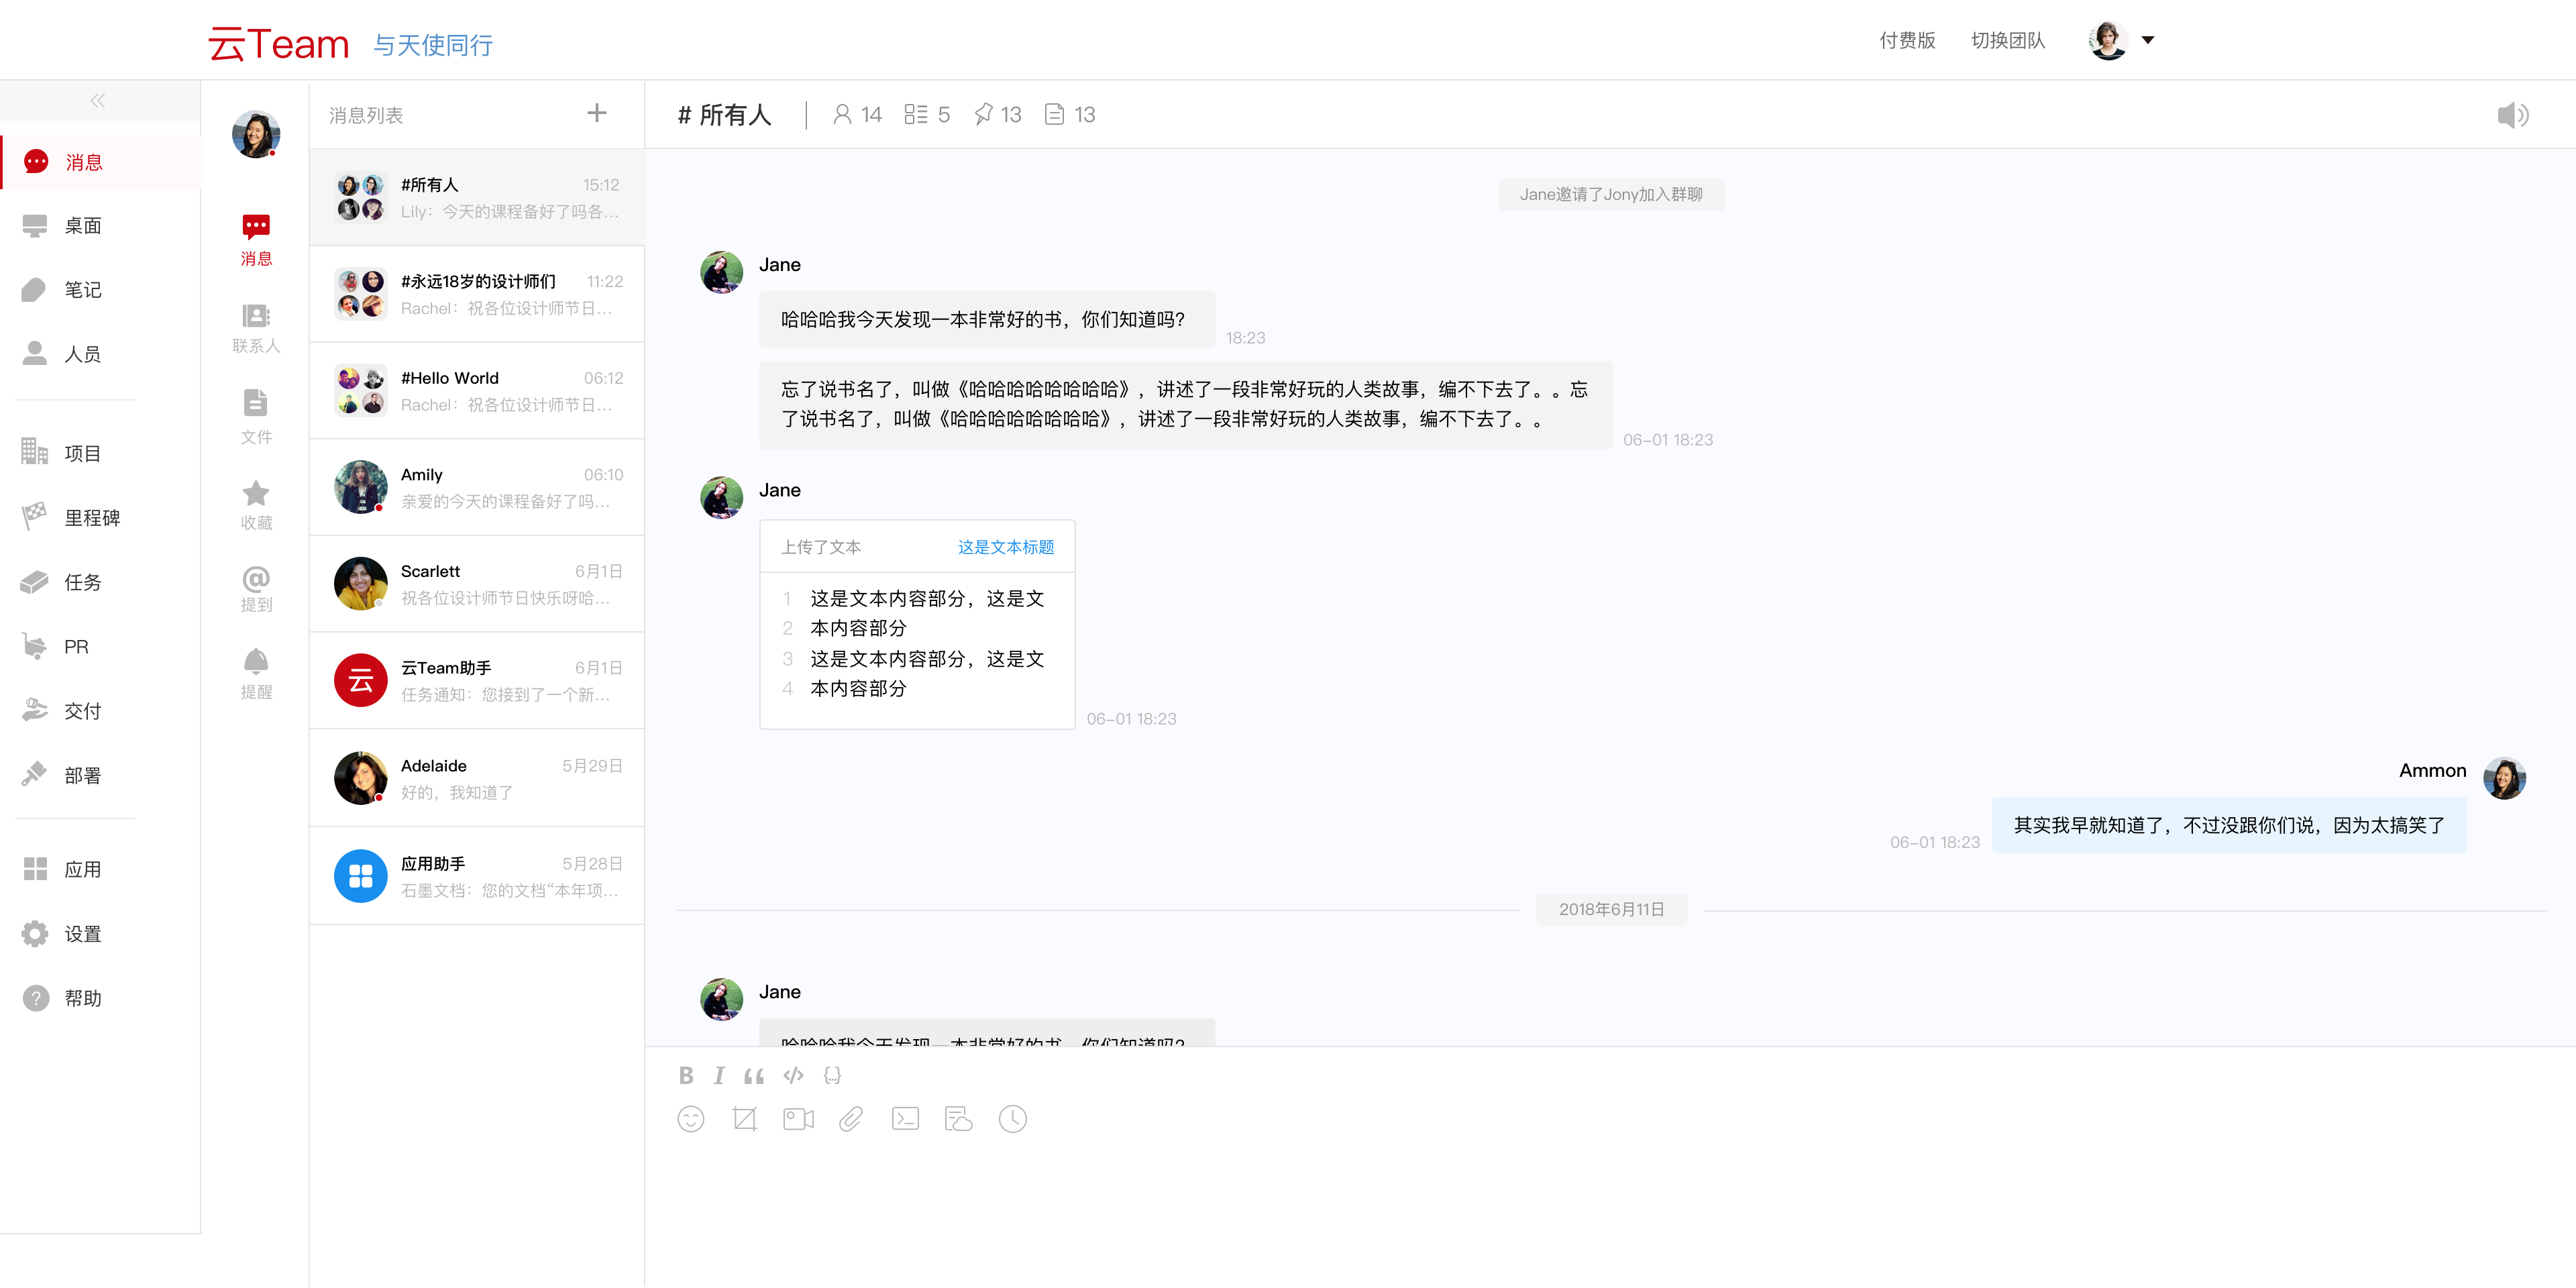 云Team 与天使同行
付费版 切换团队
消息
桌面
笔记
人员
项目
里程碑
任务
PR
交付
部署
应用
设置
帮助
消息
联系人
文件
收藏
提到
提醒
消息列表
#所有人 15:12
Lily：今天的课程备好了吗各...
#永远18岁的设计师们 11:22
Rachel：祝各位设计师节日...
#Hello World 06:12
Rachel：祝各位设计师节日...
Amily 06:10
亲爱的今天的课程备好了吗...
Scarlett 6月1日
祝各位设计师节日快乐呀哈...
云
云Team助手 6月1日
任务通知：您接到了一个新...
Adelaide 5月29日
好的，我知道了
应用助手 5月28日
石墨文档：您的文档“本年项...
# 所有人 14 5 13 13
Jane邀请了Jony加入群聊
Jane
哈哈哈我今天发现一本非常好的书，你们知道吗？
18:23
忘了说书名了，叫做《哈哈哈哈哈哈哈哈》，讲述了一段非常好玩的人类故事，编不下去了。。忘
了说书名了，叫做《哈哈哈哈哈哈哈哈》，讲述了一段非常好玩的人类故事，编不下去了。。
06-01 18:23
Jane
上传了文本 这是文本标题
1 这是文本内容部分，这是文
2 本内容部分
3 这是文本内容部分，这是文
4 本内容部分
06-01 18:23
Ammon
其实我早就知道了，不过没跟你们说，因为太搞笑了
06-01 18:23
2018年6月11日
Jane
哈哈哈我今天发现一本非常好的书，你们知道吗？
B I “ </> {...}